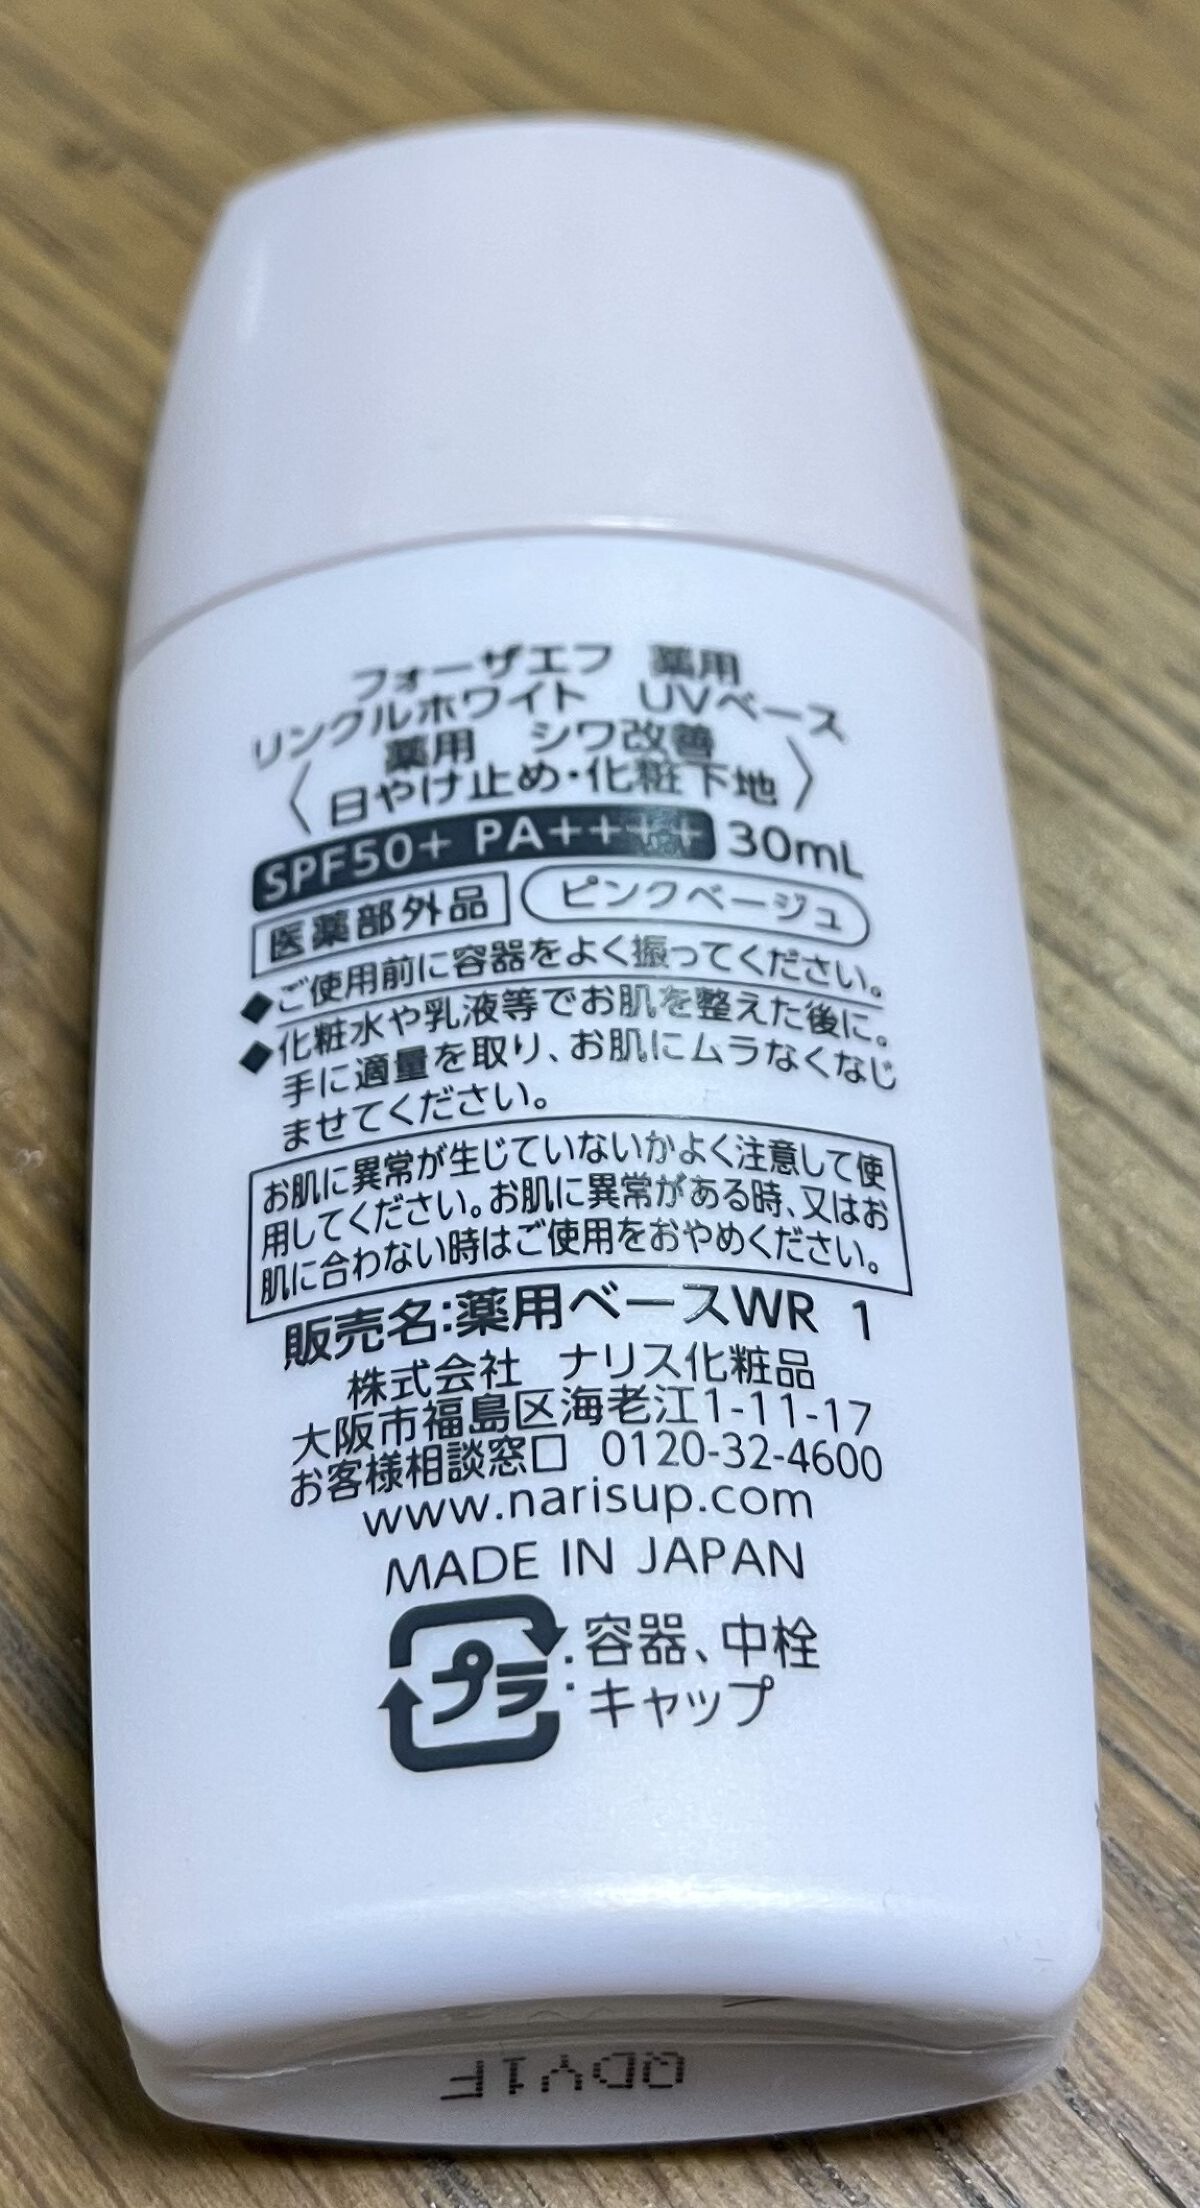 フォーザエフ 薬用
リンクルホワイト UVベース
〈薬用 シワ改善
日やけ止め・化粧下地〉
SPF50+ PA++++ 30mL
医薬部外品 ピンクベージュ
◆ご使用前に容器をよく振ってください。
◆化粧水や乳液等でお肌を整えた後に。
手に適量を取り、お肌にムラなくなじ
ませてください。
お肌に異常が生じていないかよく注意して使
用してください。お肌に異常がある時、又はお
肌に合わない時はご使用をおやめください。
販売名:薬用ベースWR 1
株式会社 ナリス化粧品
大阪市福島区海老江1-11-17
お客様相談窓口 0120-32-4600
www.narisup.com
MADE IN JAPAN
プラ:容器、中栓
キャップ
QDY1F